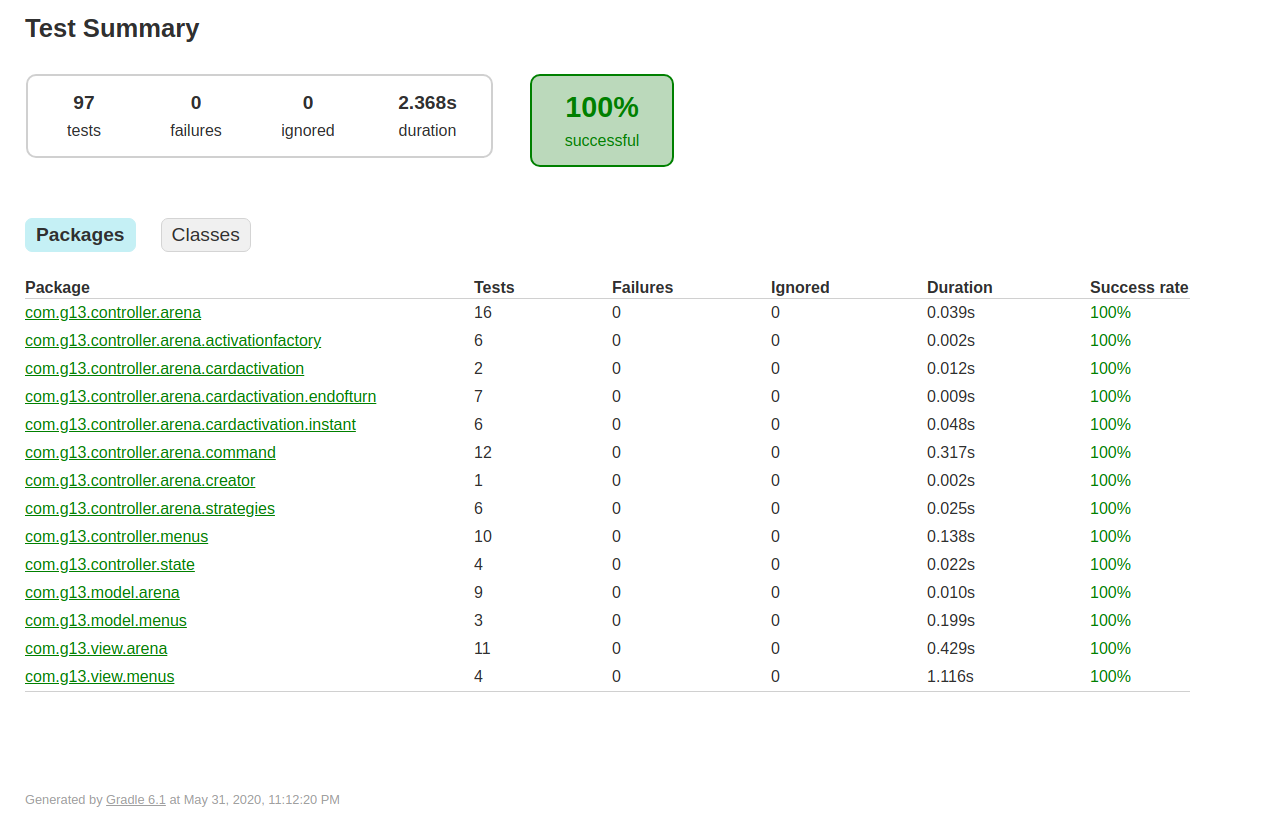 Test Summary
97 0 0 2.368s
tests failures ignored duration
100%
successful
Packages Classes
Package Tests Failures Ignored Duration Success rate
com.g13.controller.arena 16 0 0 0.039s 100%
com.g13.controller.arena.activationfactory 6 0 0 0.002s 100%
com.g13.controller.arena.cardactivation 2 0 0 0.012s 100%
com.g13.controller.arena.cardactivation.endofturn 7 0 0 0.009s 100%
com.g13.controller.arena.cardactivation.instant 6 0 0 0.048s 100%
com.g13.controller.arena.command 12 0 0 0.317s 100%
com.g13.controller.arena.creator 1 0 0 0.002s 100%
com.g13.controller.arena.strategies 6 0 0 0.025s 100%
com.g13.controller.menus 10 0 0 0.138s 100%
com.g13.controller.state 4 0 0 0.022s 100%
com.g13.model.arena 9 0 0 0.010s 100%
com.g13.model.menus 3 0 0 0.199s 100%
com.g13.view.arena 11 0 0 0.429s 100%
com.g13.view.menus 4 0 0 1.116s 100%
Generated by Gradle 6.1 at May 31, 2020, 11:12:20 PM